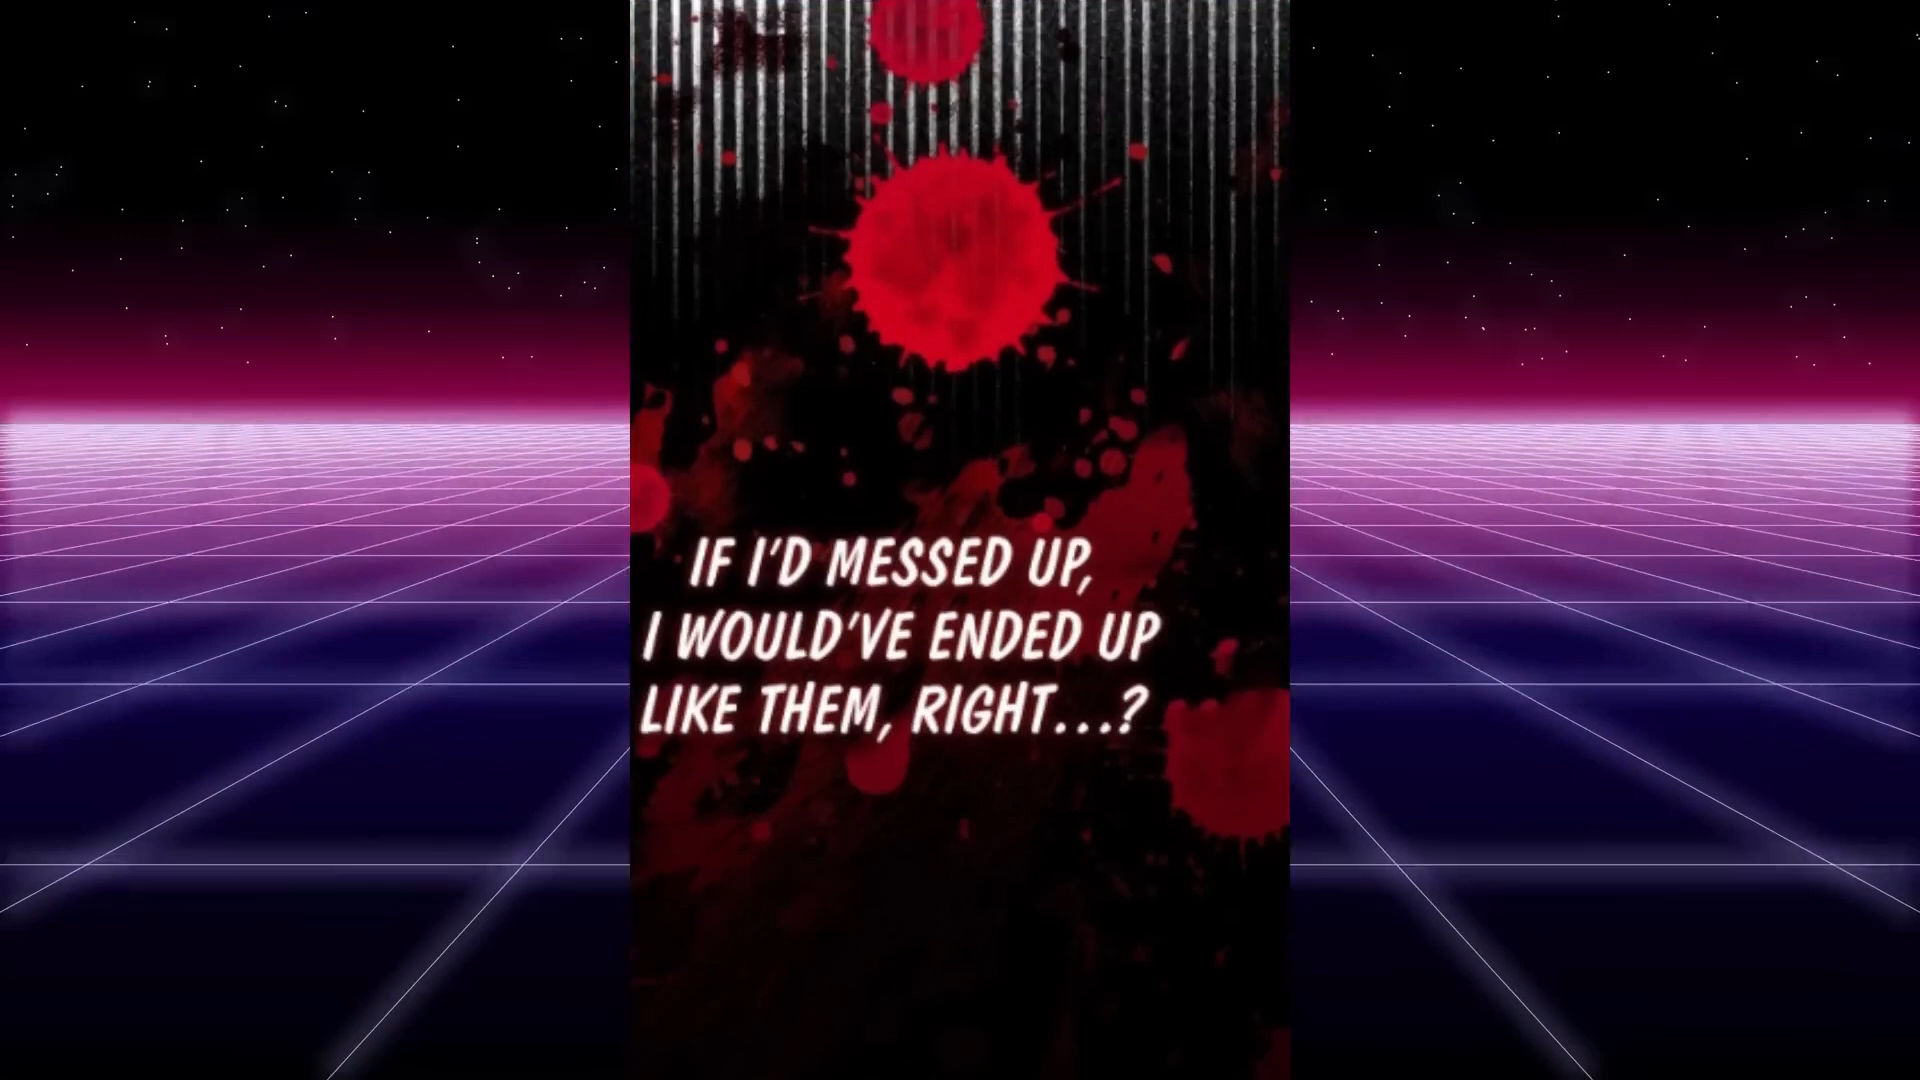 IF I'D MESSED UP,
I WOULD'VE ENDED UP
LIKE THEM, RIGHT...?